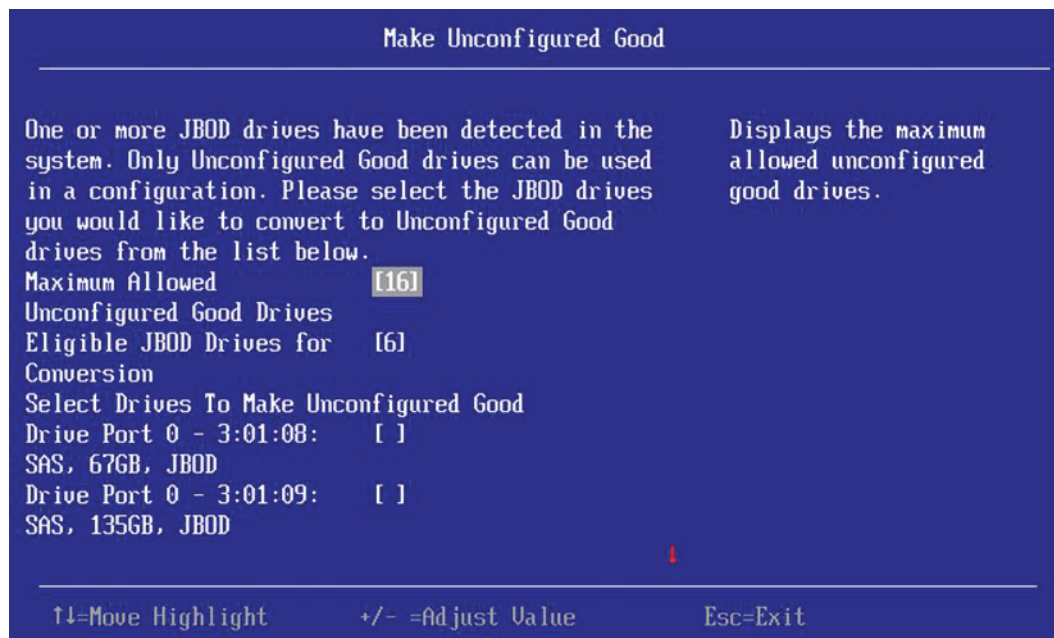 Make Unconfigured Good
One or more JBOD drives have been detected in the
system. Only Unconfigured Good drives can be used
in a configuration. Please select the JBOD drives
you would like to convert to Unconfigured Good
drives from the list below.
Maximum Allowed [16]
Unconfigured Good Drives
Eligible JBOD Drives for [6]
Conversion
Select Drives To Make Unconfigured Good
Drive Port 0 - 3:01:08: [ ]
SAS, 67GB, JBOD
Drive Port 0 - 3:01:09: [ ]
SAS, 135GB, JBOD
Displays the maximum
allowed unconfigured
good drives.
↓
↑↓=Move Highlight +/- =Adjust Value Esc=Exit